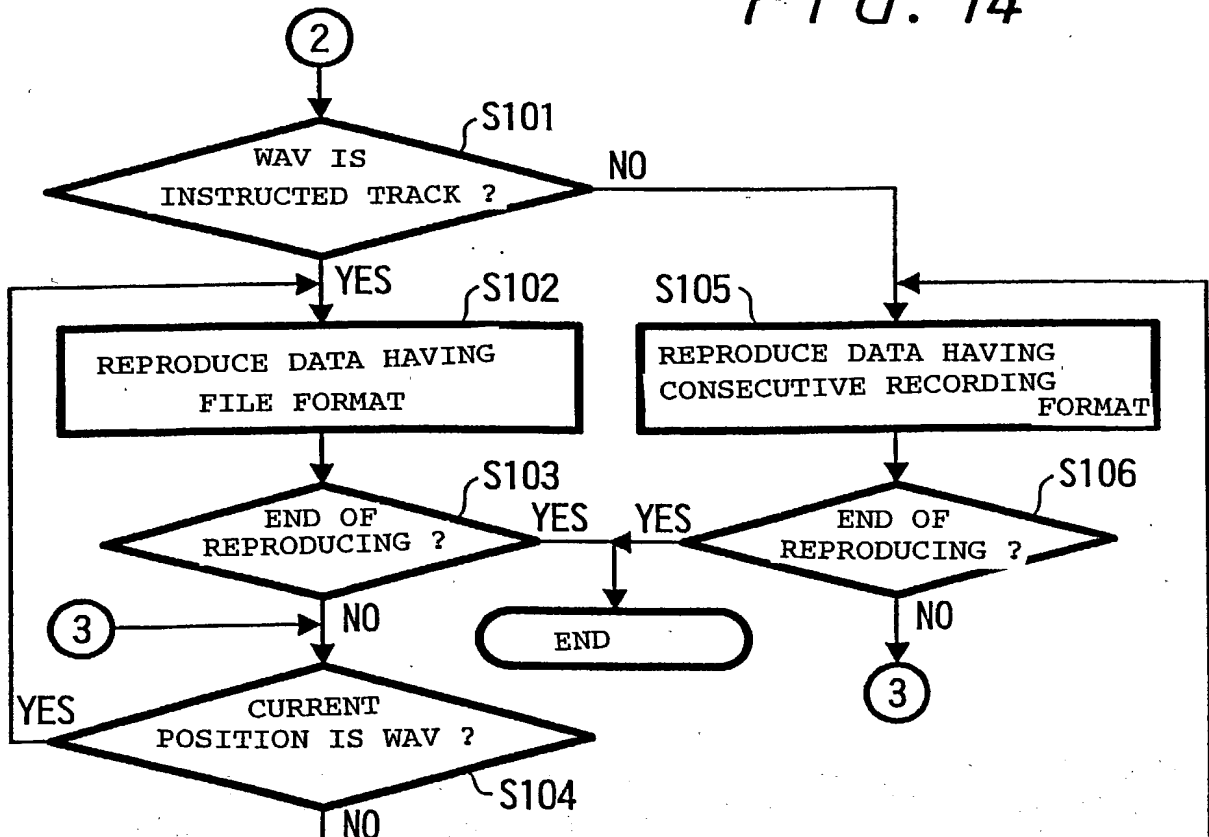 FIG. 14
2
S101
WAV IS
INSTRUCTED TRACK ?
NO
YES
S102
S105
REPRODUCE DATA HAVING
FILE FORMAT
REPRODUCE DATA HAVING
CONSECUTIVE RECORDING
FORMAT
S103
S106
END OF
REPRODUCING ?
YES
YES
END OF
REPRODUCING ?
3
NO
END
NO
3
YES
CURRENT
POSITION IS WAV ?
S104
NO